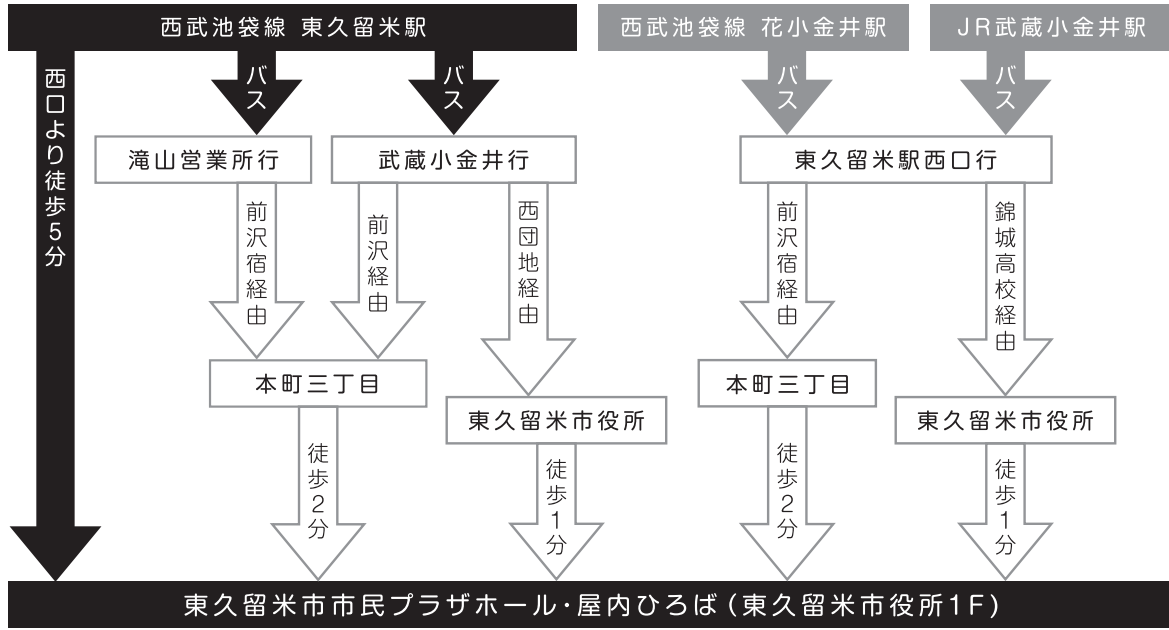 西武池袋線 東久留米駅
西武池袋線 花小金井駅
JR武蔵小金井駅
西口より徒歩5分
バス
バス
バス
バス
滝山営業所行
武蔵小金井行
東久留米駅西口行
前沢宿経由
前沢経由
西団地経由
前沢宿経由
錦城高校経由
本町三丁目
東久留米市役所
本町三丁目
東久留米市役所
徒歩2分
徒歩1分
徒歩2分
徒歩1分
東久留米市市民プラザホール・屋内ひろば（東久留米市役所1F）